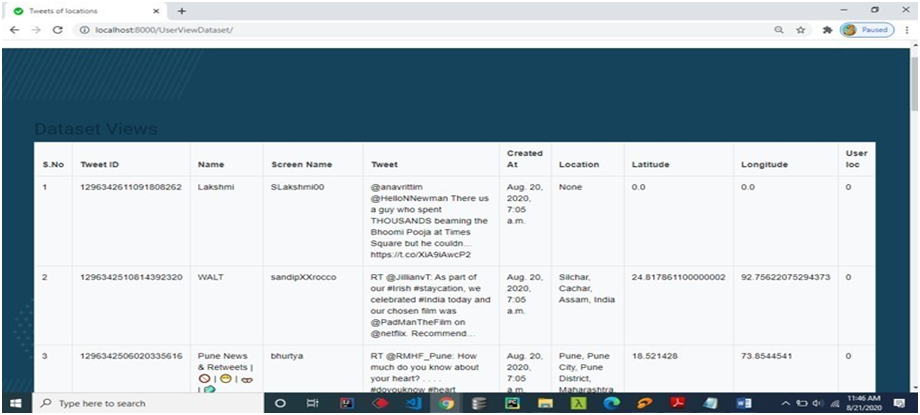 Tweets of locations
localhost:8000/UserViewDataset/
Paused
Dataset Views
S.No Tweet ID Name Screen Name Tweet Created At Location Latitude Longitude User loc
1 1296342611091808262 Lakshmi SLakshmi00
@anavrittim
@HelloNNewman There us
a guy who spent
THOUSANDS beaming the
Bhoomi Pooja at Times
Square but he couldn...
https://t.co/XiA9iAwcP2
Aug. 20,
2020,
7:05
a.m.
None 0.0 0.0 0
2 1296342510814392320 WALT sandipXXrocco
RT @JillianvT: As part of
our #Irish #staycation, we
celebrated #India today and
our chosen film was
@PadManTheFilm on
@netflix. Recommend...
Aug. 20,
2020,
7:05
a.m.
Silchar,
Cachar,
Assam, India
24.817861100000002 92.75622075294373 0
3 1296342506020335616
Pune News
& Retweets |
bhurtya
RT @RMHF_Pune: How
much do you know about
your heart? . . . .
#doyouknow #heart
Aug. 20,
2020,
7:05
a.m.
Pune, Pune
City, Pune
District,
Maharashtra,
18.521428 73.8544541 0
Type here to search
11:46 AM
8/21/2020